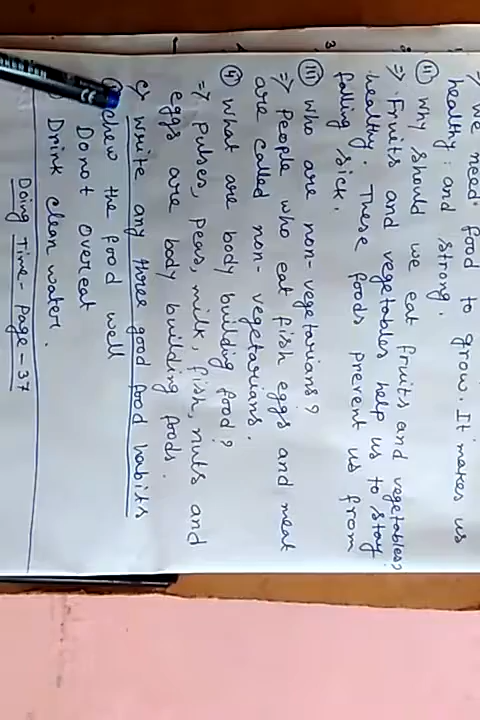 => We need food to grow. It makes us
healthy and strong.
(ii) Why should we eat fruits and vegetables?
=> Fruits and vegetables help us to stay
healthy. These foods prevent us from
falling sick.
(iii) Who are non-vegetarians?
=> People who eat fish eggs and meat
are called non-vegetarians.
(4) What are body building food?
=> Pulses, peas, milk, fish, nuts and
eggs are body building foods.
c) Write any three good food habits
chew the food well
Do not overeat
Drink clean water.
Doing Time - Page - 37